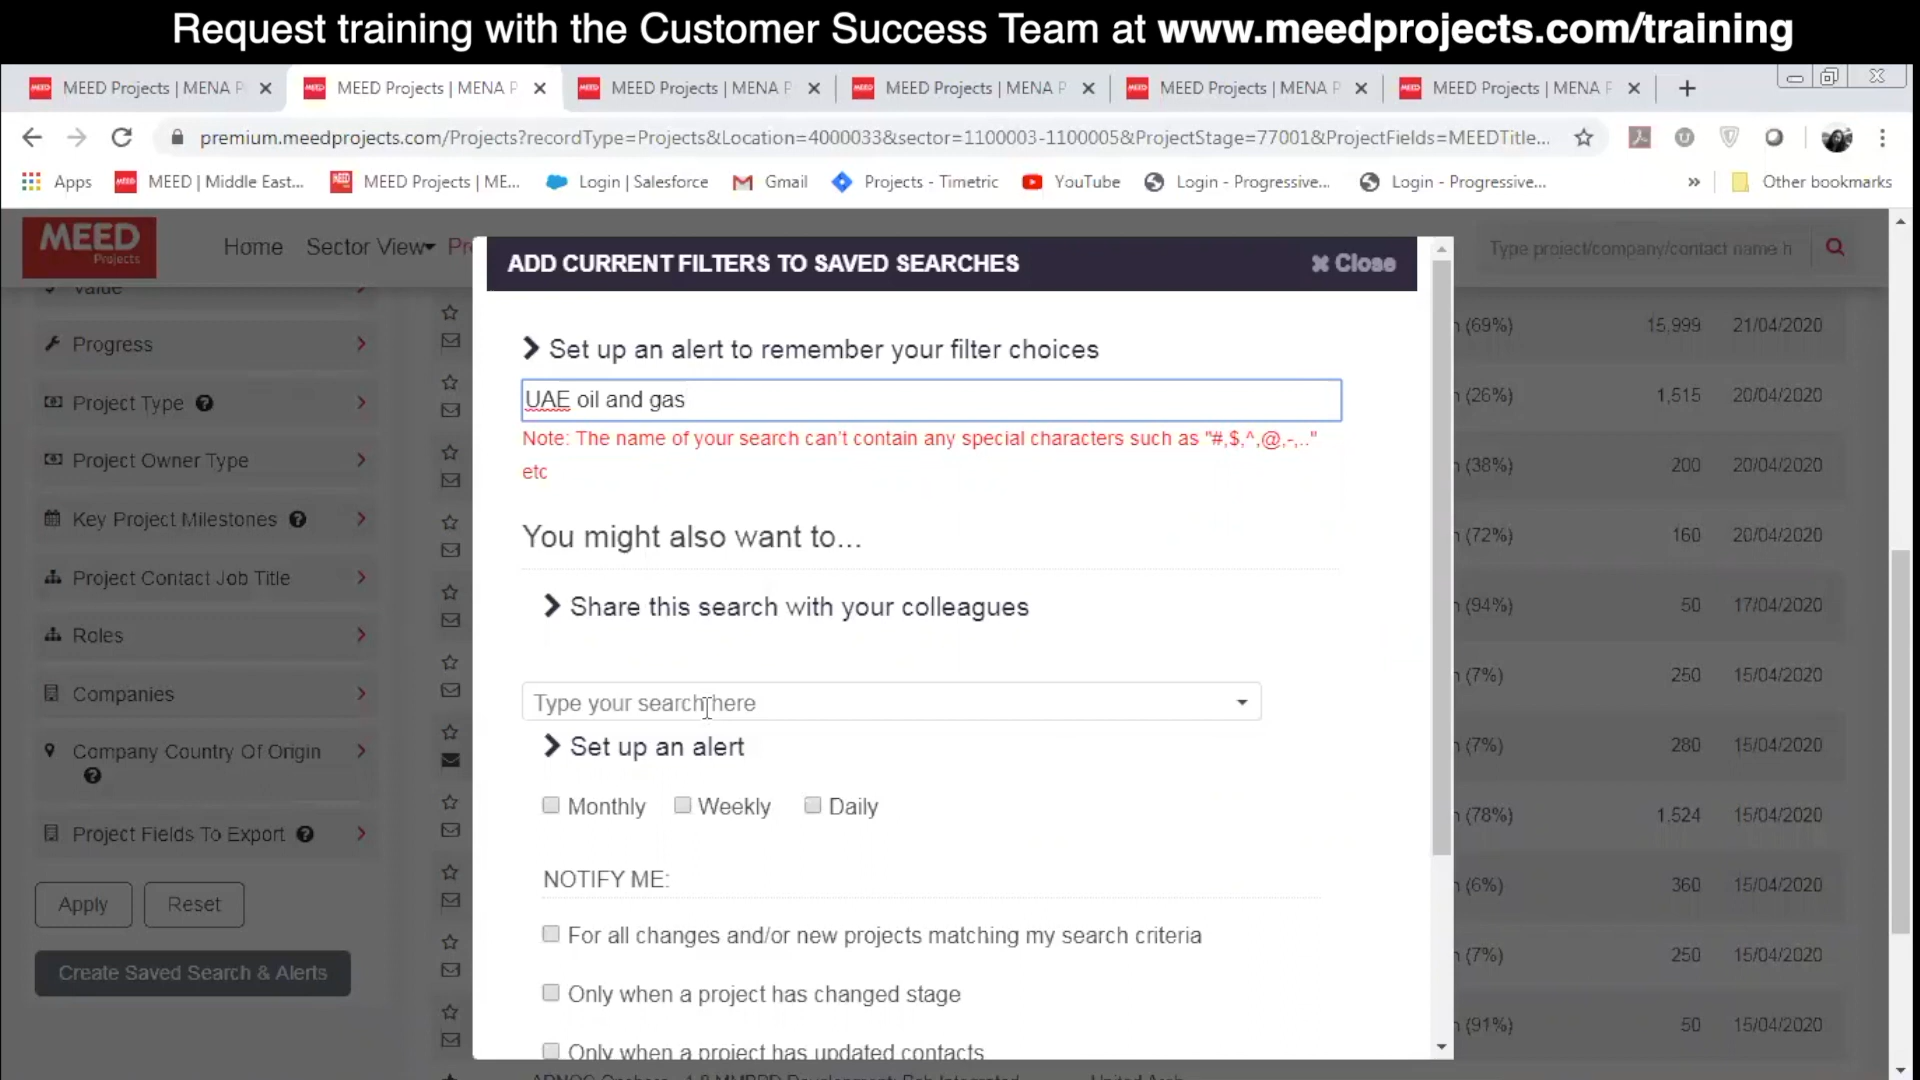 Request training with the Customer Success Team at www.meedprojects.com/training
MEED Projects | MENA P
MEED Projects | MENA P
MEED Projects | MENA P
MEED Projects | MENA P
MEED Projects | MENA P
MEED Projects | MENA P
premium.meedprojects.com/Projects?recordType=Projects&Location=4000033&sector=1100003-1100005&ProjectStage=77001&ProjectFields=MEEDTitle...
Apps
MEED | Middle East...
MEED Projects | ME...
Login | Salesforce
Gmail
Projects - Timetric
YouTube
Login - Progressive...
Login - Progressive...
»
Other bookmarks
MEED
Projects
Home
Sector View
Pr
Type project/company/contact name h
ADD CURRENT FILTERS TO SAVED SEARCHES
Close
Set up an alert to remember your filter choices
UAE oil and gas
Note: The name of your search can't contain any special characters such as "#,$,^,@,-,.."
etc
You might also want to...
Share this search with your colleagues
Type your search here
Set up an alert
Monthly
Weekly
Daily
NOTIFY ME:
For all changes and/or new projects matching my search criteria
Only when a project has changed stage
Only when a project has updated contacts
Value
Progress
Project Type
Project Owner Type
Key Project Milestones
Project Contact Job Title
Roles
Companies
Company Country Of Origin
Project Fields To Export
Apply
Reset
Create Saved Search & Alerts
(69%) 15,999 21/04/2020
(26%) 1,515 20/04/2020
(38%) 200 20/04/2020
(72%) 160 20/04/2020
(94%) 50 17/04/2020
(7%) 250 15/04/2020
(7%) 280 15/04/2020
(78%) 1,524 15/04/2020
(6%) 360 15/04/2020
(7%) 250 15/04/2020
(91%) 50 15/04/2020